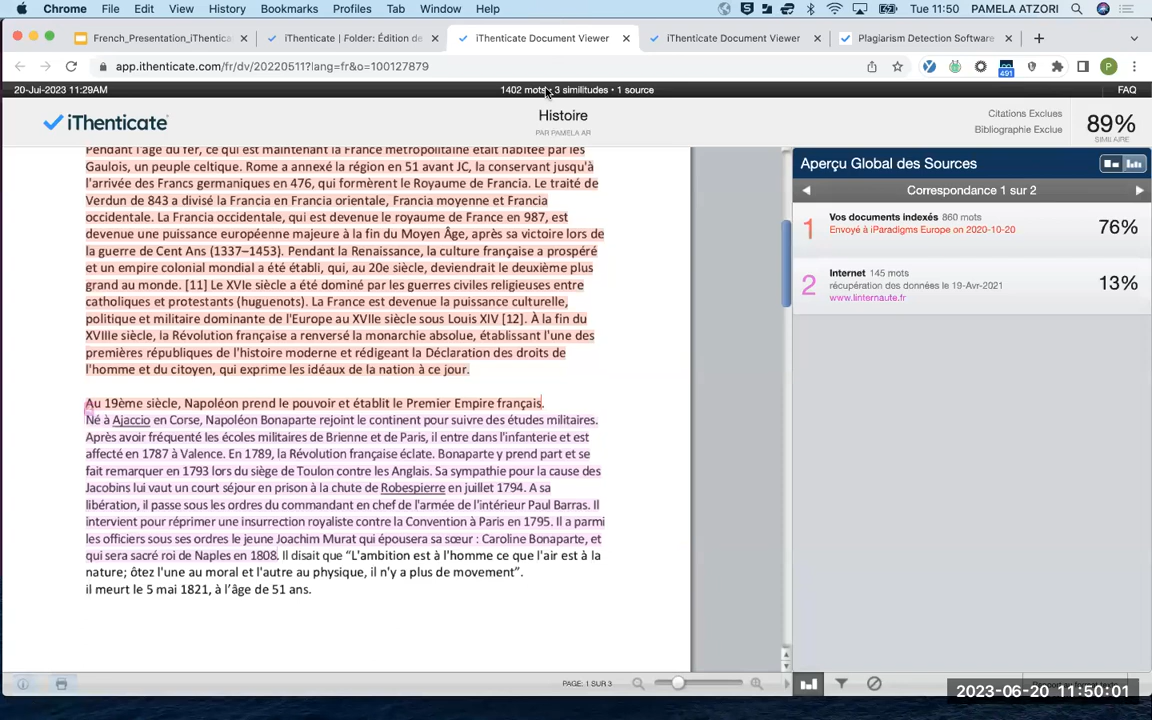 Chrome File Edit View History Bookmarks Profiles Tab Window Help Tue 11:50 PAMELA ATZORI
French_Presentation_iThentica iThenticate | Folder: Édition de iThenticate Document Viewer iThenticate Document Viewer Plagiarism Detection Software
app.ithenticate.com/fr/dv/20220511?lang=fr&o=100127879 491 P
20-Jui-2023 11:29AM 1402 mots • 3 similitudes • 1 source FAQ
iThenticate Histoire Citations Exclues 89%
PAR PAMELA AR Bibliographie Exclue SIMILAIRE
Pendant l'âge du fer, ce qui est maintenant la France métropolitaine était habitée par les
Gaulois, un peuple celtique. Rome a annexé la région en 51 avant JC, la conservant jusqu'à
l'arrivée des Francs germaniques en 476, qui formèrent le Royaume de Francia. Le traité de
Verdun de 843 a divisé la Francia en Francia orientale, Francia moyenne et Francia
occidentale. La Francia occidentale, qui est devenue le royaume de France en 987, est
devenue une puissance européenne majeure à la fin du Moyen Âge, après sa victoire lors de
la guerre de Cent Ans (1337–1453). Pendant la Renaissance, la culture française a prospéré
et un empire colonial mondial a été établi, qui, au 20e siècle, deviendrait le deuxième plus
grand au monde. [11] Le XVIe siècle a été dominé par les guerres civiles religieuses entre
catholiques et protestants (huguenots). La France est devenue la puissance culturelle,
politique et militaire dominante de l'Europe au XVIIe siècle sous Louis XIV [12]. À la fin du
XVIIIe siècle, la Révolution française a renversé la monarchie absolue, établissant l'une des
premières républiques de l'histoire moderne et rédigeant la Déclaration des droits de
l'homme et du citoyen, qui exprime les idéaux de la nation à ce jour.
Au 19ème siècle, Napoléon prend le pouvoir et établit le Premier Empire français.
Né à Ajaccio en Corse, Napoléon Bonaparte rejoint le continent pour suivre des études militaires.
Après avoir fréquenté les écoles militaires de Brienne et de Paris, il entre dans l'infanterie et est
affecté en 1787 à Valence. En 1789, la Révolution française éclate. Bonaparte y prend part et se
fait remarquer en 1793 lors du siège de Toulon contre les Anglais. Sa sympathie pour la cause des
Jacobins lui vaut un court séjour en prison à la chute de Robespierre en juillet 1794. A sa
libération, il passe sous les ordres du commandant en chef de l'armée de l'intérieur Paul Barras. Il
intervient pour réprimer une insurrection royaliste contre la Convention à Paris en 1795. Il a parmi
les officiers sous ses ordres le jeune Joachim Murat qui épousera sa sœur : Caroline Bonaparte, et
qui sera sacré roi de Naples en 1808. Il disait que “L'ambition est à l'homme ce que l'air est à la
nature; ôtez l'une au moral et l'autre au physique, il n'y a plus de movement”.
il meurt le 5 mai 1821, à l'âge de 51 ans.
Aperçu Global des Sources
Correspondance 1 sur 2
1 Vos documents indexés 860 mots 76%
Envoyé à iParadigms Europe on 2020-10-20
2 Internet 145 mots 13%
récupération des données le 19-Avr-2021
www.linternaute.fr
PAGE: 1 SUR 3
2023-06-20 11:50:01